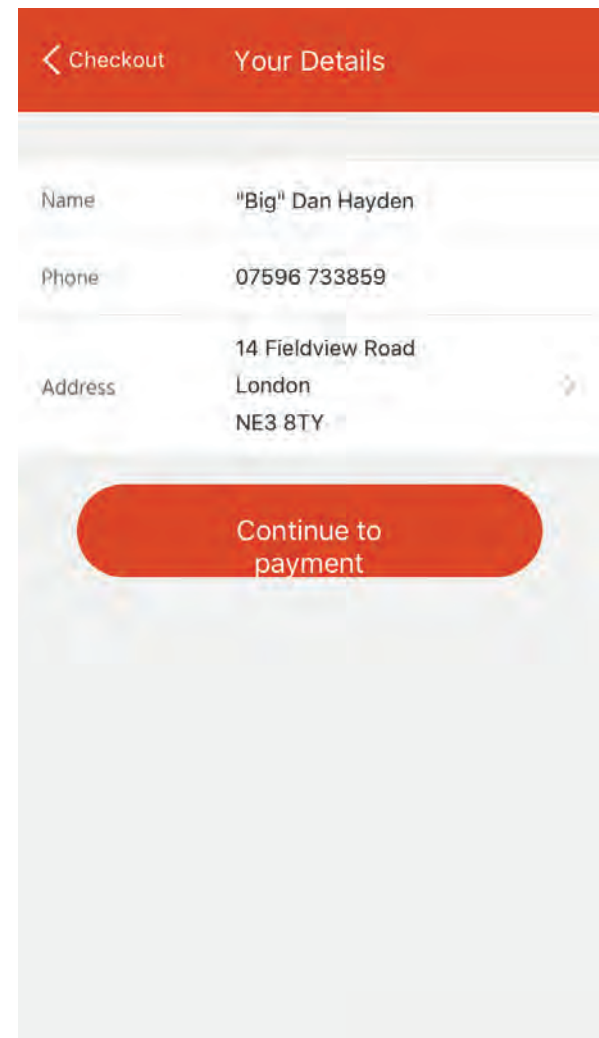 Checkout Your Details
Name "Big" Dan Hayden
Phone 07596 733859
14 Fieldview Road
Address London
NE3 8TY
Continue to
payment